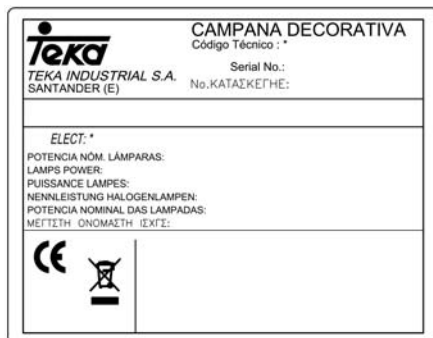 Teka
TEKA INDUSTRIAL S.A.
SANTANDER (E)
CAMPANA DECORATIVA
Código Técnico : *
Serial No.:
No.ΚΑΤΑΣΚΕΓΗΕ:
ELECT: *
POTENCIA NÓM. LÁMPARAS:
LAMPS POWER:
PUISSANCE LAMPES:
NENNLEISTUNG HALOGENLAMPEN:
POTENCIA NOMINAL DAS LAMPADAS:
ΜΕΓΤΣΤΗ ΟΝΟΜΑΣΤΗ ΙΣΧΓΣ:
CE